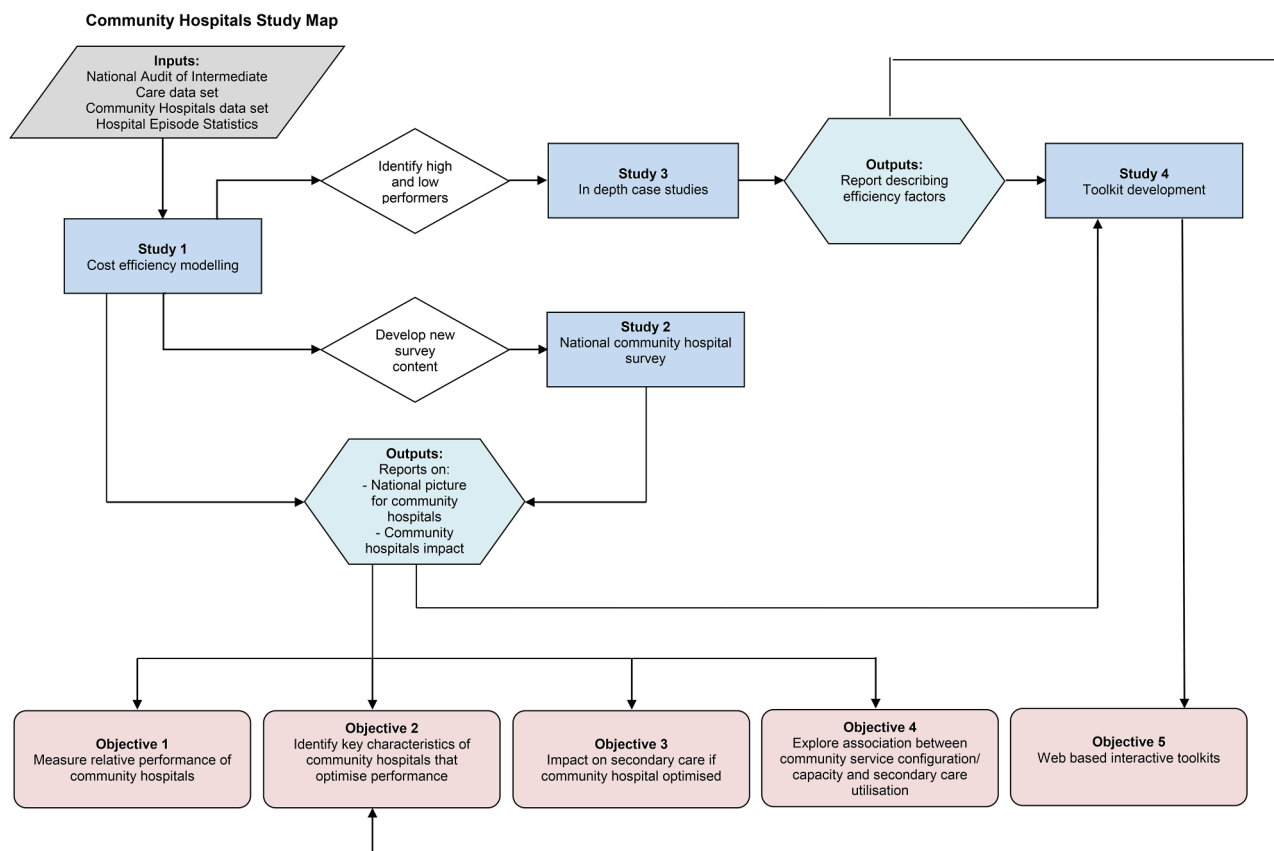 Community Hospitals Study Map
Inputs:
National Audit of Intermediate
Care data set
Community Hospitals data set
Hospital Episode Statistics
Identify high
and low
performers
Study 3
In depth case studies
Outputs:
Report describing
efficiency factors
Study 4
Toolkit development
Study 1
Cost efficiency modelling
Develop new
survey
content
Study 2
National community hospital
survey
Outputs:
Reports on:
- National picture
for community
hospitals
- Community
hospitals impact
Objective 1
Measure relative performance of
community hospitals
Objective 2
Identify key characteristics of
community hospitals that
optimise performance
Objective 3
Impact on secondary care if
community hospital optimised
Objective 4
Explore association between
community service configuration/
capacity and secondary care
utilisation
Objective 5
Web based interactive toolkits